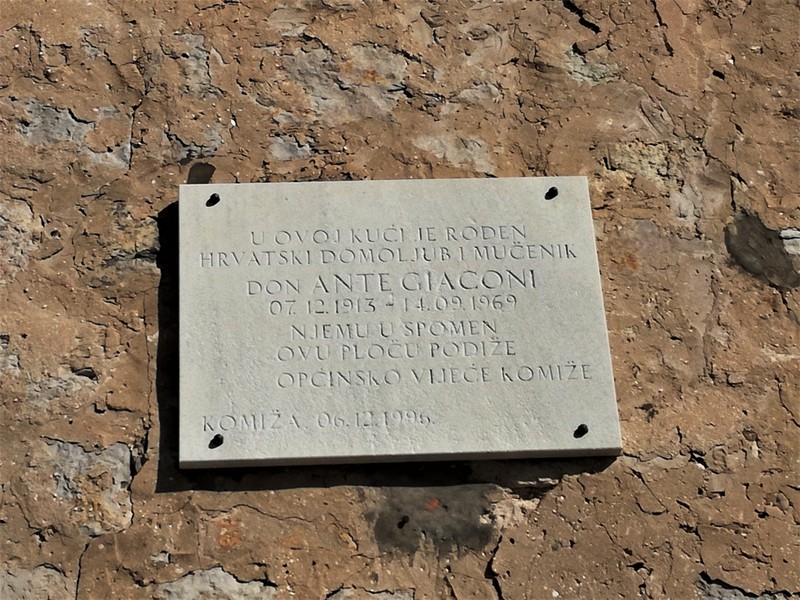 U OVOJ KUĆI JE ROĐEN
HRVATSKI DOMOLJUB I MUČENIK
DON ANTE GIACONI
07.12.1913 - 14.09.1969
NJEMU U SPOMEN
OVU PLOČU PODIŽE
OPĆINSKO VIJEĆE KOMIŽE
KOMIŽA, 06.12.1996.